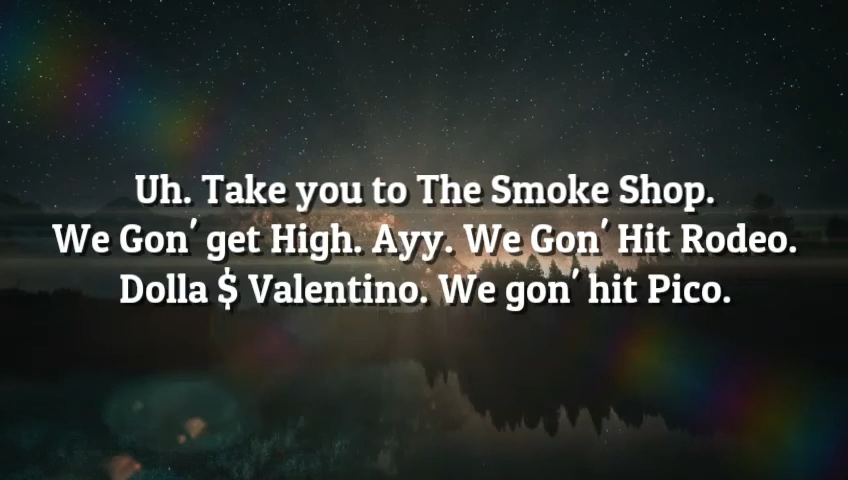 Uh. Take you to The Smoke Shop.
We Gon' get High. Ayy. We Gon' Hit Rodeo.
Dolla $ Valentino. We gon' hit Pico.